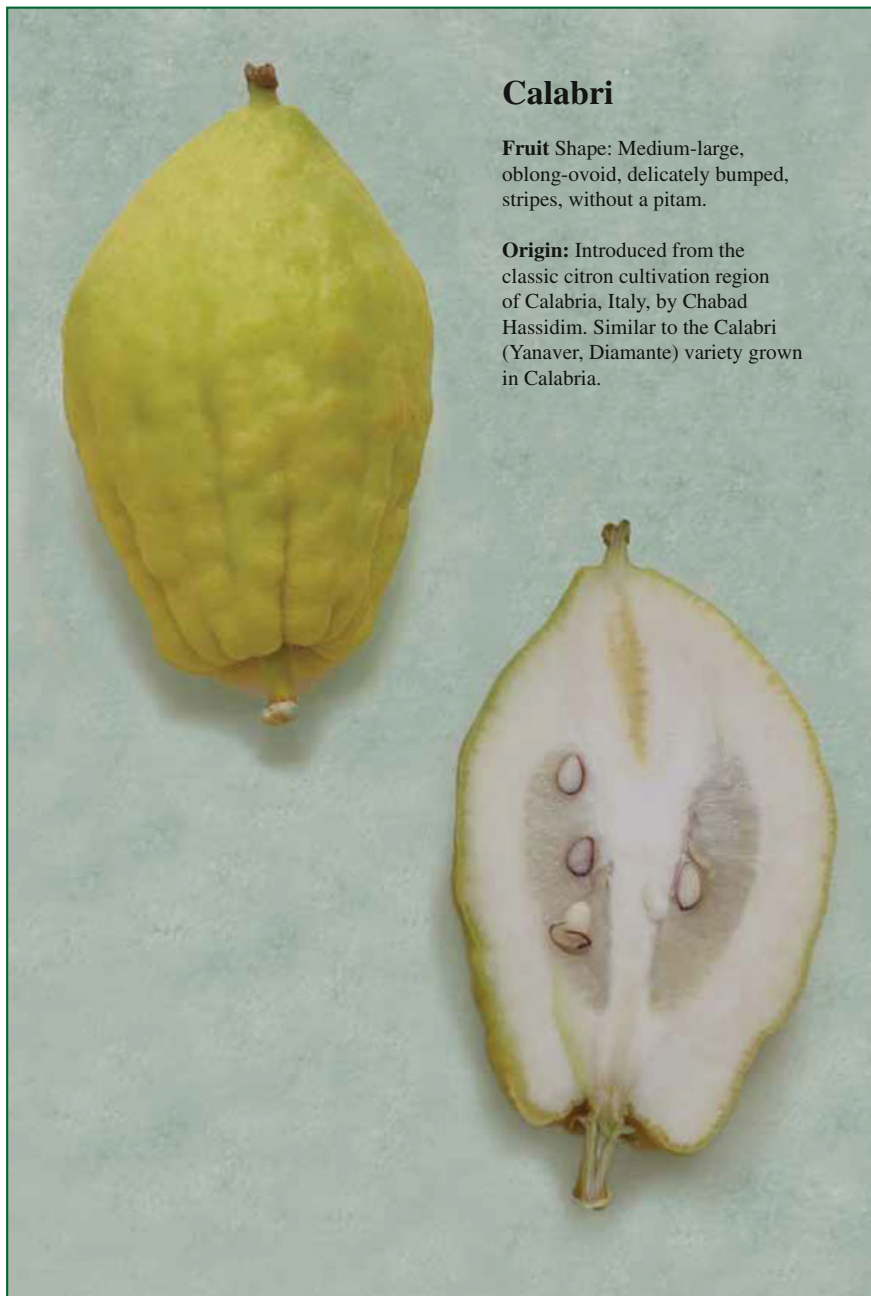 Calabri
Fruit Shape: Medium-large,
oblong-ovoid, delicately bumped,
stripes, without a pitam.
Origin: Introduced from the
classic citron cultivation region
of Calabria, Italy, by Chabad
Hassidim. Similar to the Calabri
(Yanaver, Diamante) variety grown
in Calabria.